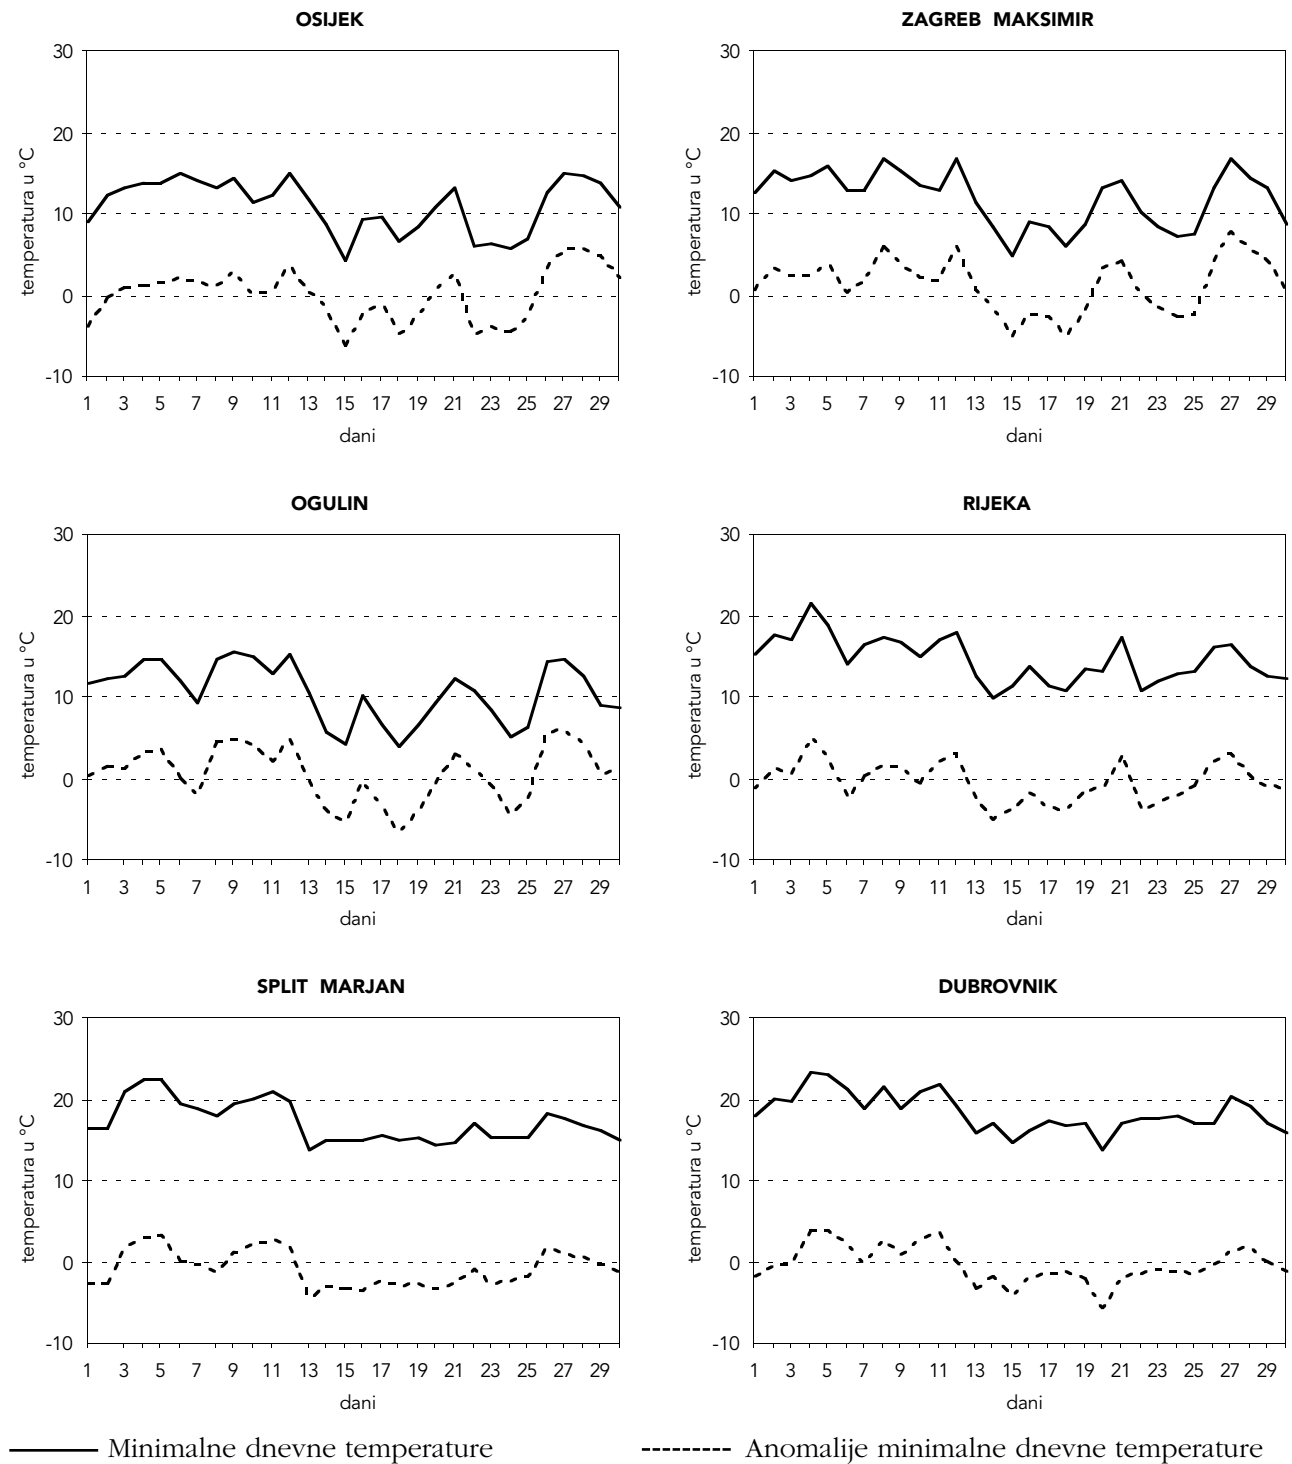 OSIJEK
temperatura u °C
30
20
10
0
-10
1 3 5 7 9 11 13 15 17 19 21 23 25 27 29
dani
ZAGREB MAKSIMIR
temperatura u °C
30
20
10
0
-10
1 3 5 7 9 11 13 15 17 19 21 23 25 27 29
dani
OGULIN
temperatura u °C
30
20
10
0
-10
1 3 5 7 9 11 13 15 17 19 21 23 25 27 29
dani
RIJEKA
temperatura u °C
30
20
10
0
-10
1 3 5 7 9 11 13 15 17 19 21 23 25 27 29
dani
SPLIT MARJAN
temperatura u °C
30
20
10
0
-10
1 3 5 7 9 11 13 15 17 19 21 23 25 27 29
dani
DUBROVNIK
temperatura u °C
30
20
10
0
-10
1 3 5 7 9 11 13 15 17 19 21 23 25 27 29
dani
Minimalne dnevne temperature
Anomalije minimalne dnevne temperature